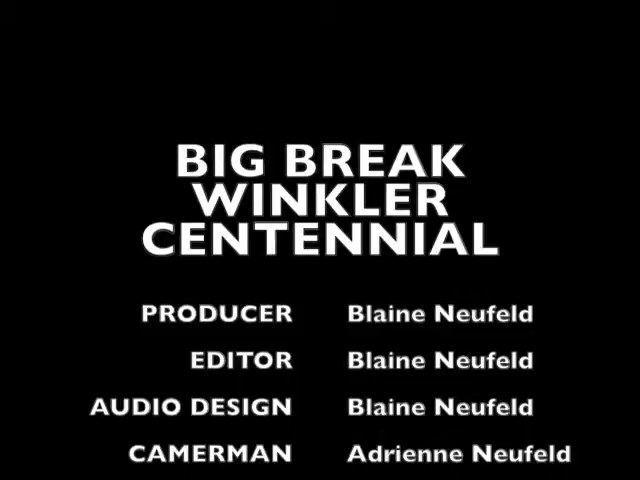 BIG BREAK
WINKLER
CENTENNIAL
PRODUCER Blaine Neufeld
EDITOR Blaine Neufeld
AUDIO DESIGN Blaine Neufeld
CAMERMAN Adrienne Neufeld